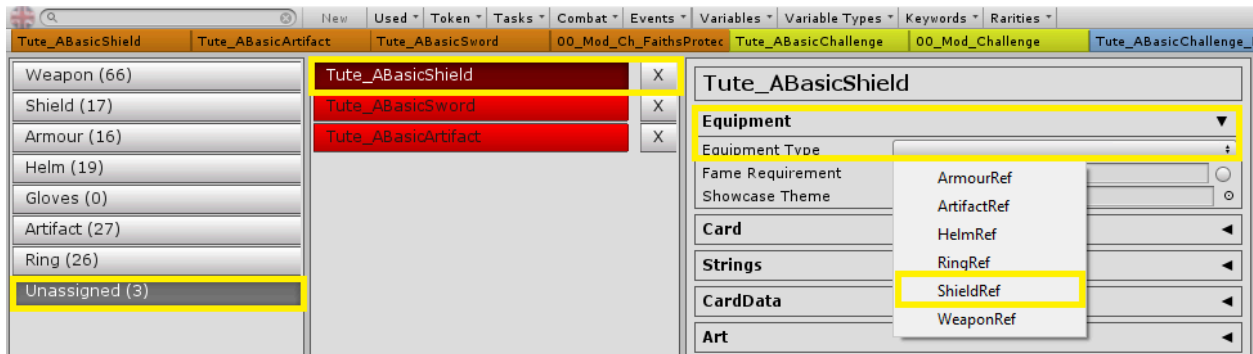 New Used Token Tasks Combat Events Variables Variable Types Keywords Rarities
Tute_ABasicShield Tute_ABasicArtifact Tute_ABasicSword 00_Mod_Ch_FaithsProtec Tute_ABasicChallenge 00_Mod_Challenge Tute_ABasicChallenge_
Weapon (66)
Shield (17)
Armour (16)
Helm (19)
Gloves (0)
Artifact (27)
Ring (26)
Unassigned (3)
Tute_ABasicShield X
Tute_ABasicSword X
Tute_ABasicArtifact X
Tute_ABasicShield
Equipment
Equipment Type
Fame Requirement
Showcase Theme
Card
Strings
CardData
Art
ArmourRef
ArtifactRef
HelmRef
RingRef
ShieldRef
WeaponRef